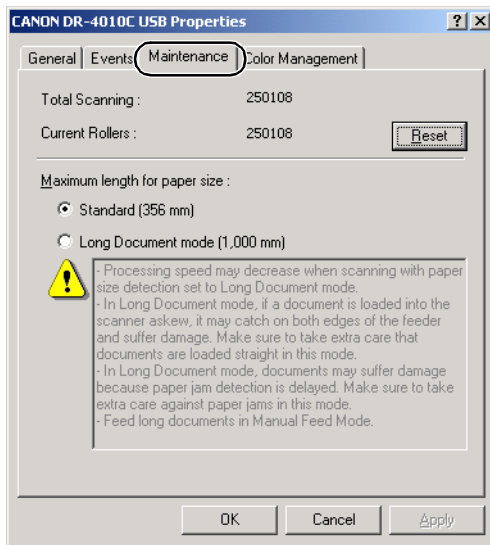 CANON DR-4010C USB Properties
General Events Maintenance Color Management
Total Scanning : 250108
Current Rollers : 250108 Reset
Maximum length for paper size :
Standard (356 mm)
Long Document mode (1,000 mm)
- Processing speed may decrease when scanning with paper
size detection set to Long Document mode.
- In Long Document mode, if a document is loaded into the
scanner askew, it may catch on both edges of the feeder
and suffer damage. Make sure to take extra care that
documents are loaded straight in this mode.
- In Long Document mode, documents may suffer damage
because paper jam detection is delayed. Make sure to take
extra care against paper jams in this mode.
- Feed long documents in Manual Feed Mode.
OK Cancel Apply